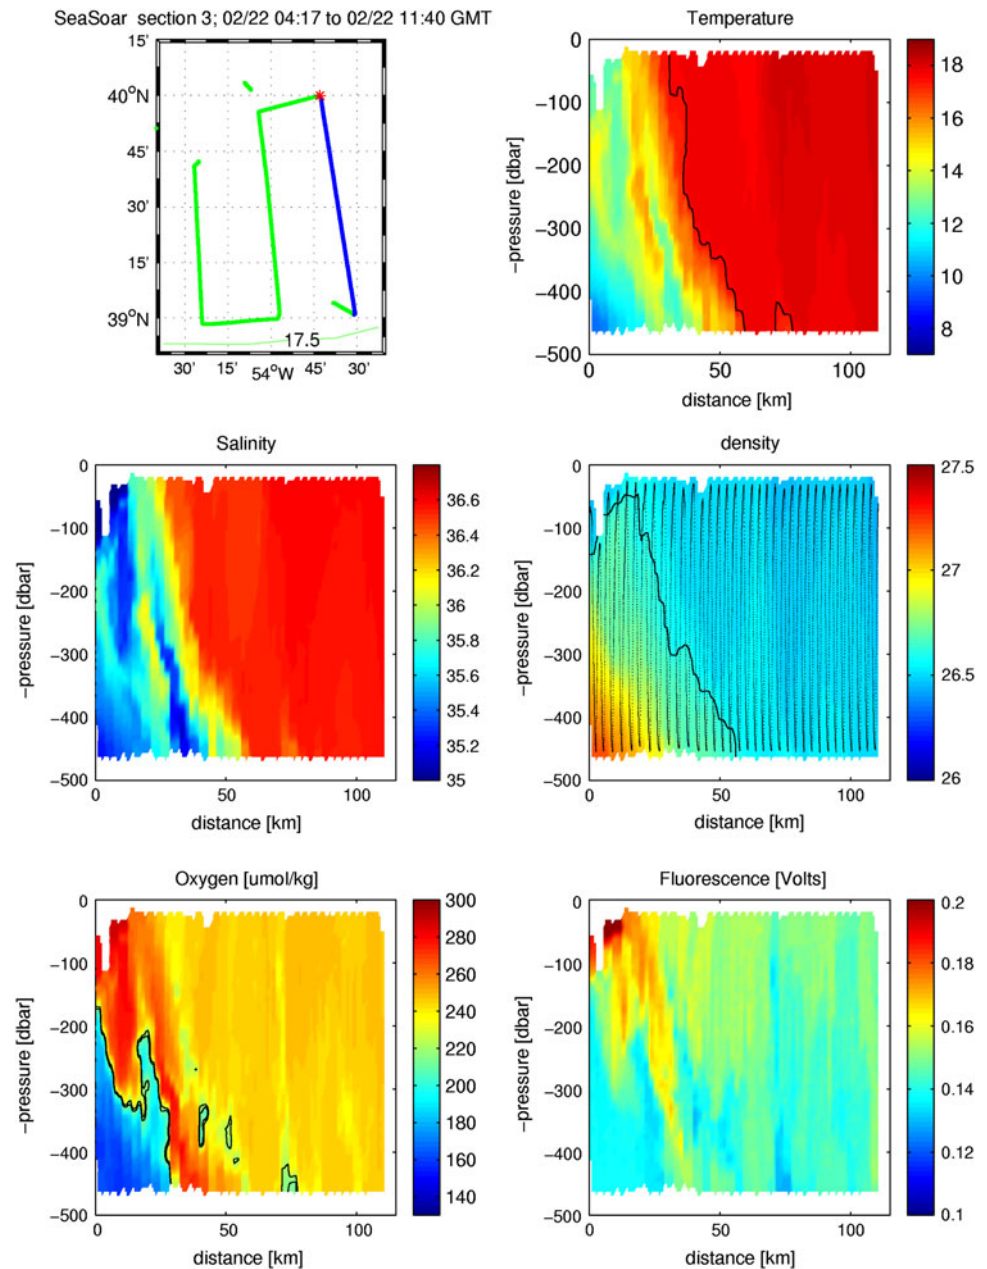 SeaSoar section 3; 02/22 04:17 to 02/22 11:40 GMT
15'
40°N
45'
30'
15'
39°N
17.5
30' 15' 54°W 45' 30'
Temperature
0
−100
−200
−300
−400
−500
−pressure [dbar]
0 50 100
distance [km]
18
16
14
12
10
8
Salinity
0
−100
−200
−300
−400
−500
−pressure [dbar]
0 50 100
distance [km]
36.6
36.4
36.2
36
35.8
35.6
35.4
35.2
35
density
0
−100
−200
−300
−400
−500
−pressure [dbar]
0 50 100
distance [km]
27.5
27
26.5
26
Oxygen [umol/kg]
0
−100
−200
−300
−400
−500
−pressure [dbar]
0 50 100
distance [km]
300
280
260
240
220
200
180
160
140
Fluorescence [Volts]
0
−100
−200
−300
−400
−500
−pressure [dbar]
0 50 100
distance [km]
0.2
0.18
0.16
0.14
0.12
0.1